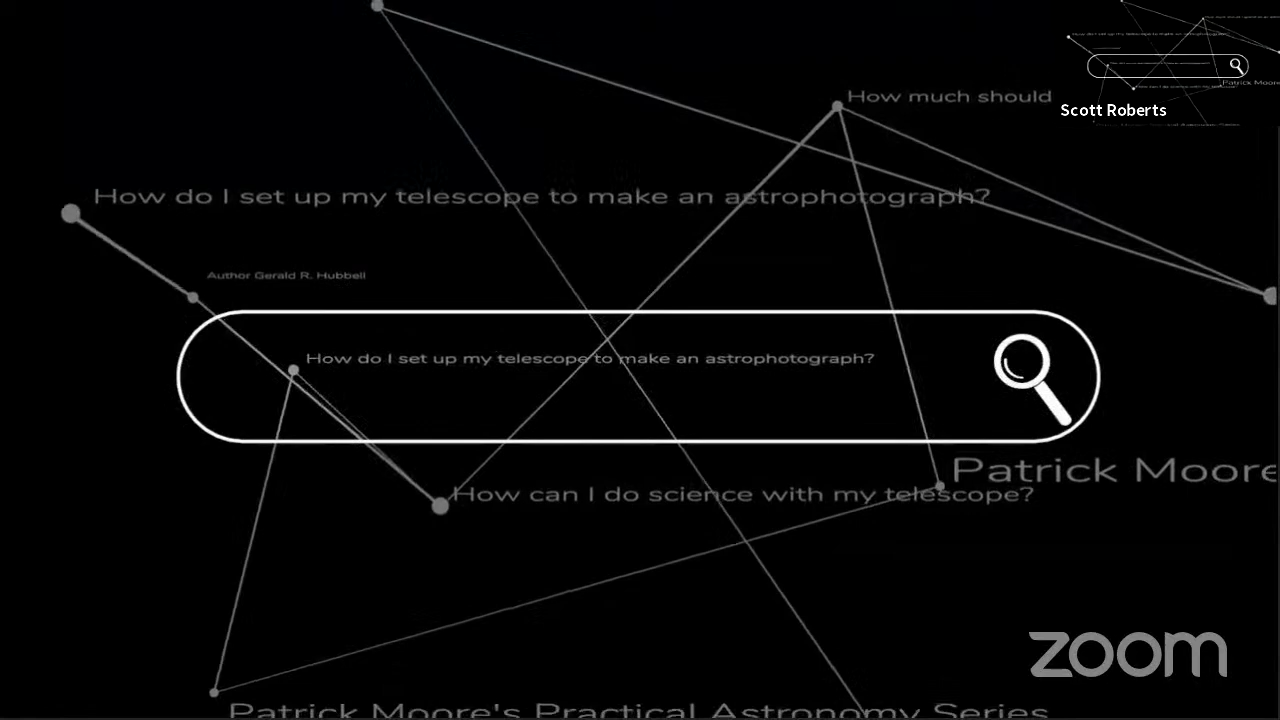 How much should
Scott Roberts
How do I set up my telescope to make an astrophotograph?
Author Gerald R. Hubbell
How do I set up my telescope to make an astrophotograph?
Patrick Moore
How can I do science with my telescope?
zoom
Patrick Moore's Practical Astronomy Series